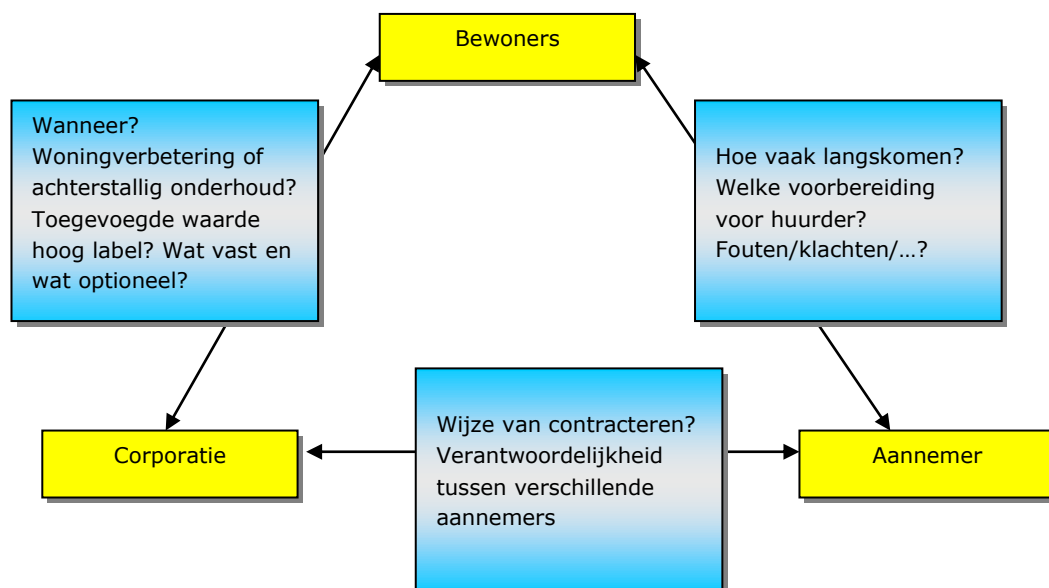 Bewoners
Wanneer?
Woningverbetering of
achterstallig onderhoud?
Toegevoegde waarde
hoog label? Wat vast en
wat optioneel?
Hoe vaak langskomen?
Welke voorbereiding
voor huurder?
Fouten/klachten/…?
Corporatie
Wijze van contracteren?
Verantwoordelijkheid
tussen verschillende
aannemers
Aannemer